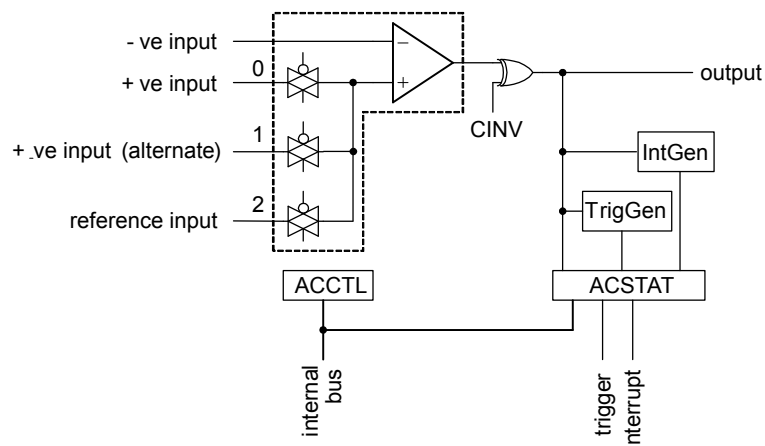 - ve input
0
+ ve input
−
+
output
CINV
1
+ ve input (alternate)
IntGen
2
reference input
TrigGen
ACCTL
ACSTAT
internal
bus
trigger
nterrupt